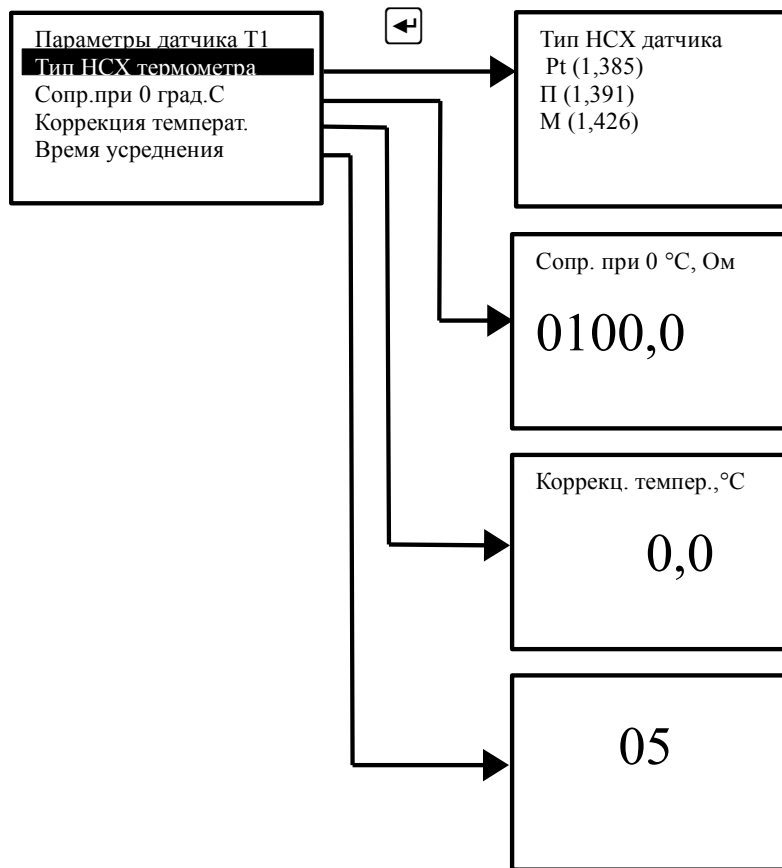 Параметры датчика Т1
Тип НСХ термометра
Сопр.при 0 град.С
Коррекция температ.
Время усреднения
Тип НСХ датчика
Pt (1,385)
П (1,391)
М (1,426)
Сопр. при 0 °С, Ом
0100,0
Коррекц. темпер.,°С
0,0
05